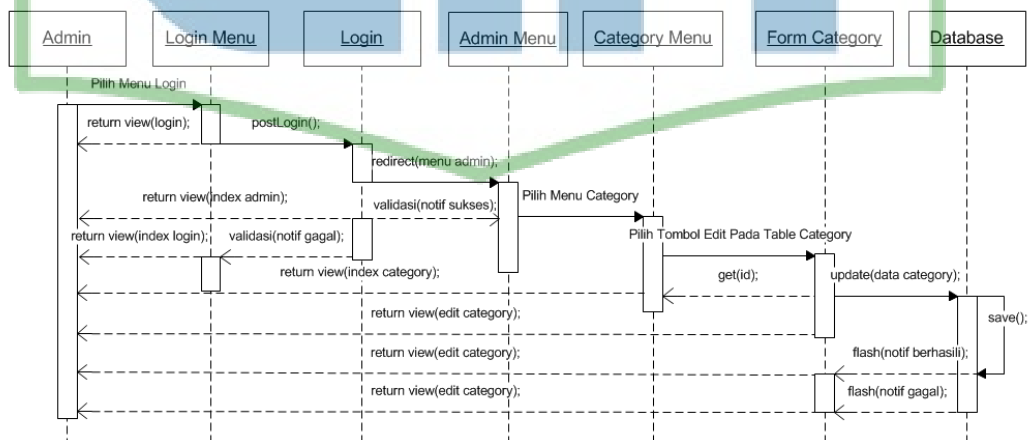 Admin
Login Menu
Login
Admin Menu
Category Menu
Form Category
Database
Pilih Menu Login
return view(login);
postLogin();
redirect(menu admin);
return view(index admin);
validasi(notif sukses);
Pilih Menu Category
return view(index login);
validasi(notif gagal);
Pilih Tombol Edit Pada Table Category
return view(index category);
get(id);
update(data category);
return view(edit category);
save();
return view(edit category);
flash(notif berhasili);
return view(edit category);
flash(notif gagal);